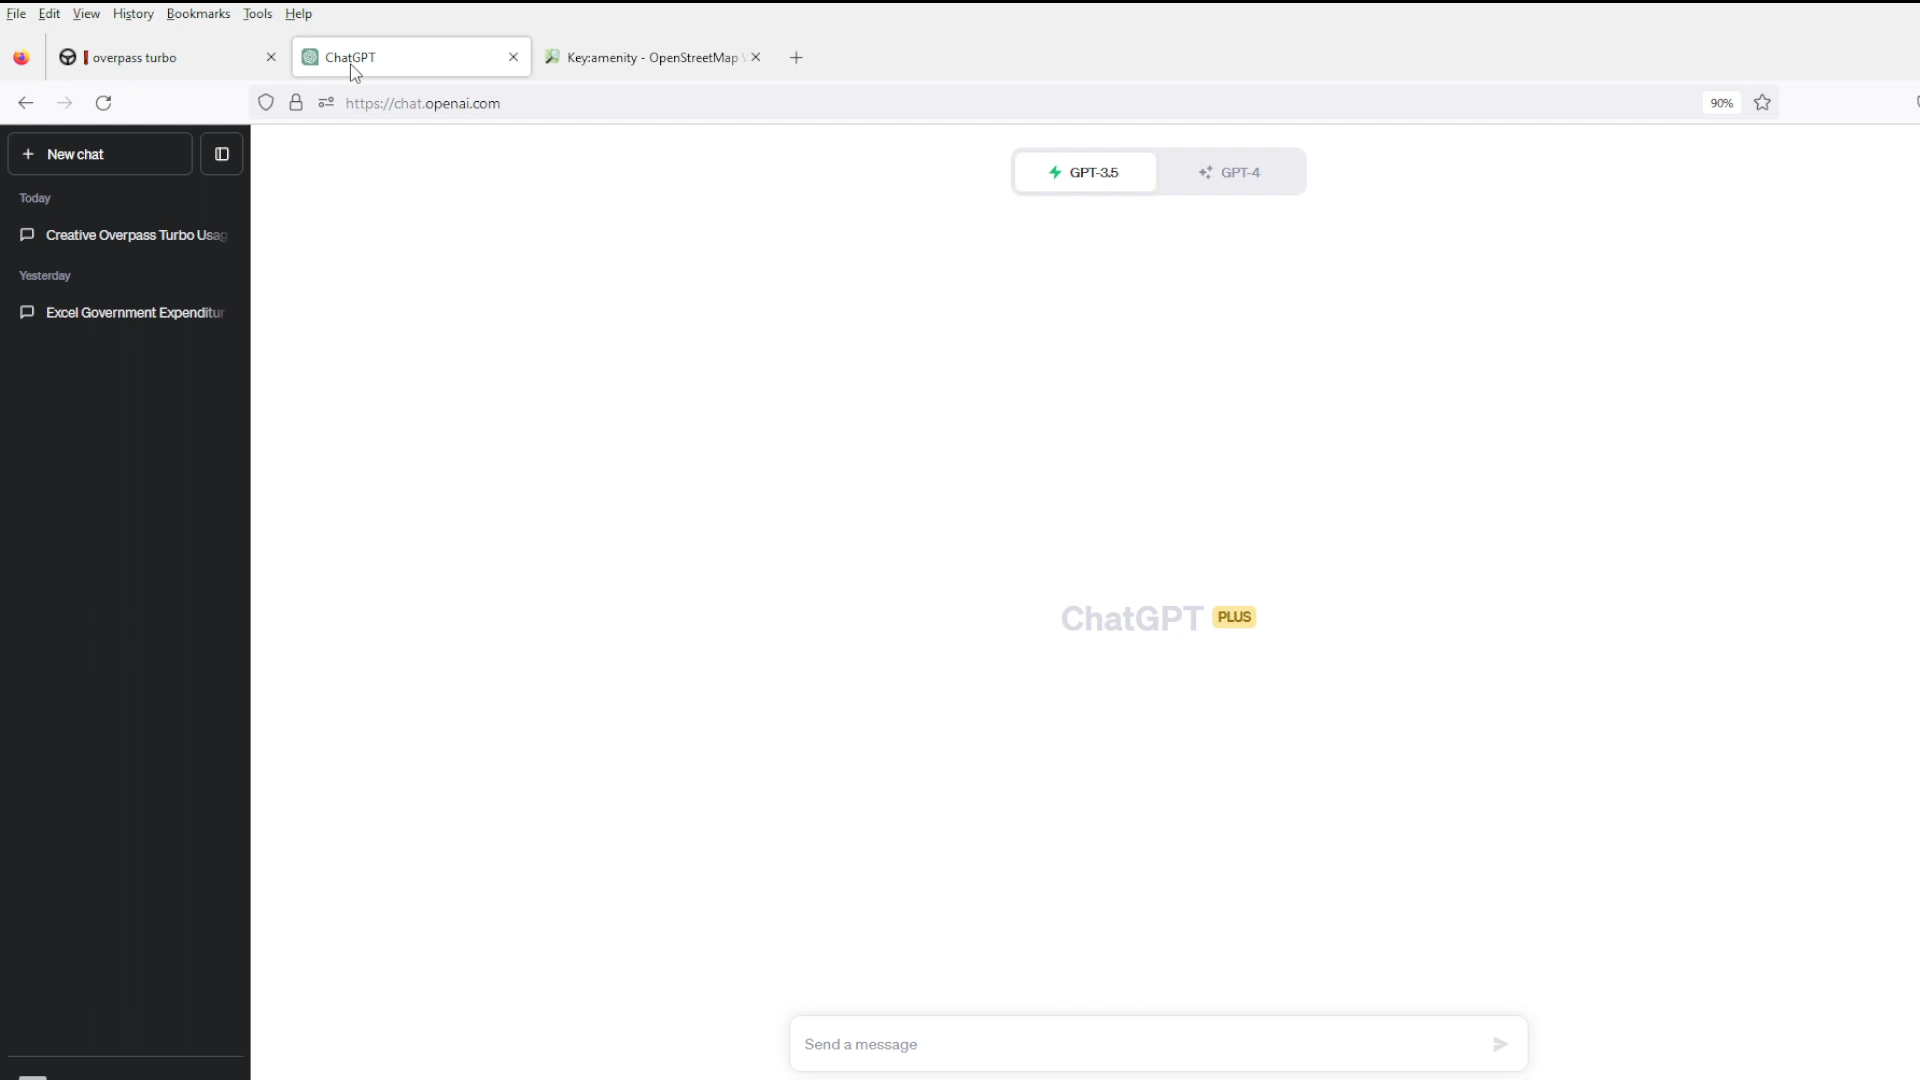 File Edit View History Bookmarks Tools Help
overpass turbo
ChatGPT
Key:amenity - OpenStreetMap
https://chat.openai.com
90%
New chat
GPT-3.5
GPT-4
Today
Creative Overpass Turbo Usag
Yesterday
Excel Government Expenditur
ChatGPT PLUS
Send a message